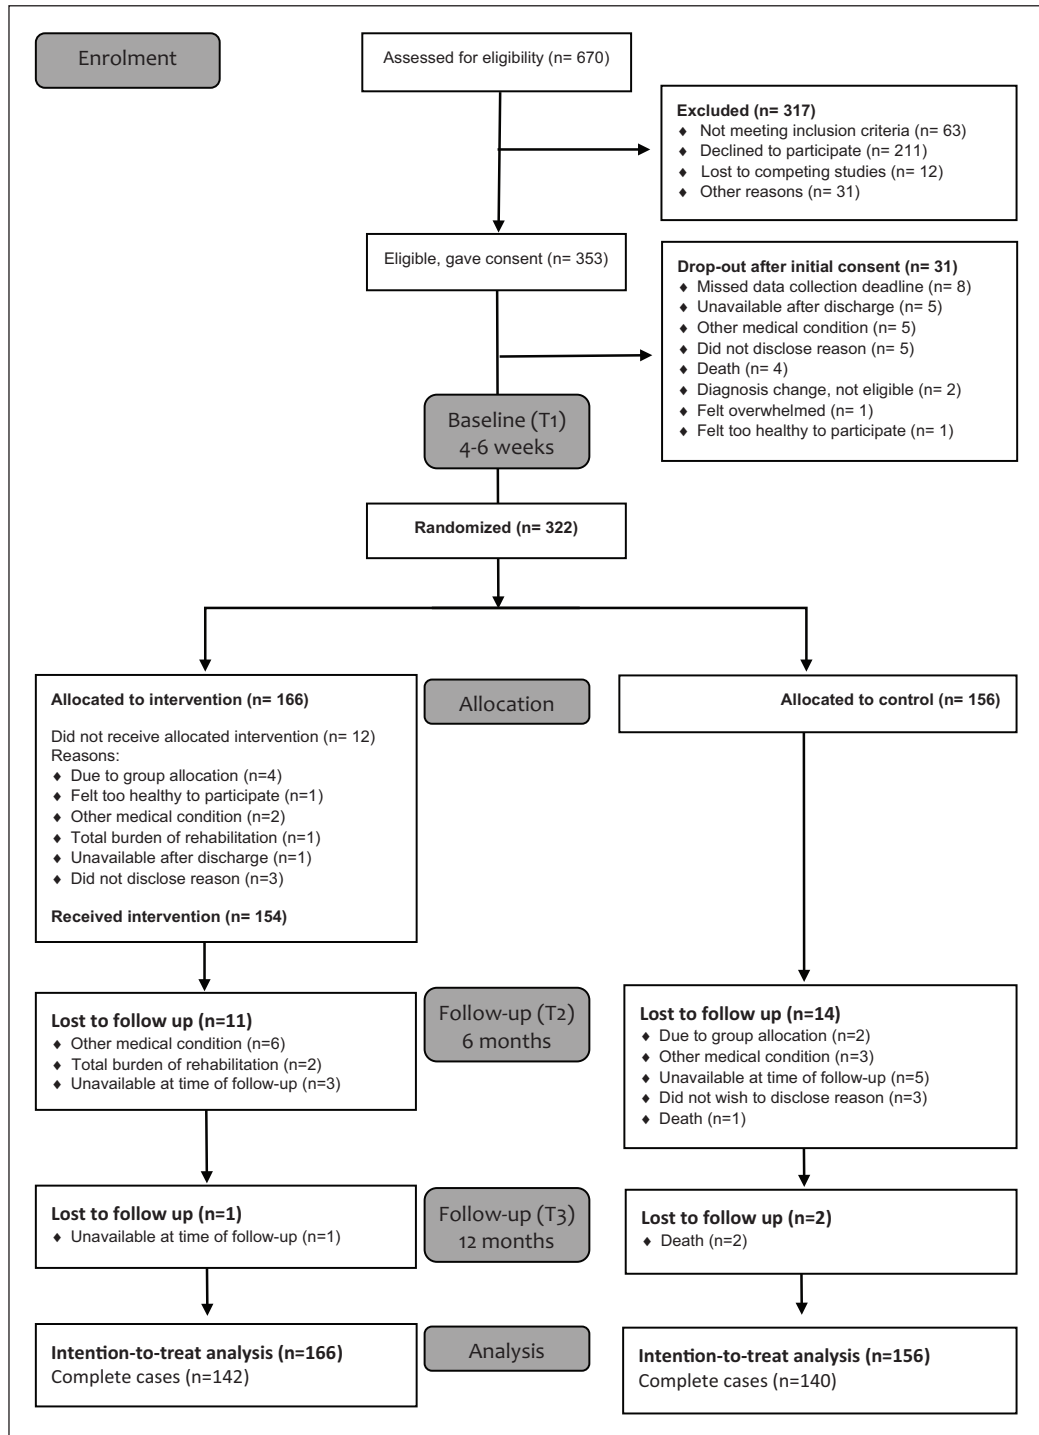 Enrolment
Assessed for eligibility (n= 670)
Excluded (n= 317)
♦ Not meeting inclusion criteria (n= 63)
♦ Declined to participate (n= 211)
♦ Lost to competing studies (n= 12)
♦ Other reasons (n= 31)
Eligible, gave consent (n= 353)
Drop-out after initial consent (n= 31)
♦ Missed data collection deadline (n= 8)
♦ Unavailable after discharge (n= 5)
♦ Other medical condition (n= 5)
♦ Did not disclose reason (n= 5)
♦ Death (n= 4)
♦ Diagnosis change, not eligible (n= 2)
♦ Felt overwhelmed (n= 1)
♦ Felt too healthy to participate (n= 1)
Baseline (T1)
4-6 weeks
Randomized (n= 322)
Allocated to intervention (n= 166)
Did not receive allocated intervention (n= 12)
Reasons:
♦ Due to group allocation (n=4)
♦ Felt too healthy to participate (n=1)
♦ Other medical condition (n=2)
♦ Total burden of rehabilitation (n=1)
♦ Unavailable after discharge (n=1)
♦ Did not disclose reason (n=3)
Received intervention (n= 154)
Allocation
Allocated to control (n= 156)
Lost to follow up (n=11)
♦ Other medical condition (n=6)
♦ Total burden of rehabilitation (n=2)
♦ Unavailable at time of follow-up (n=3)
Follow-up (T2)
6 months
Lost to follow up (n=14)
♦ Due to group allocation (n=2)
♦ Other medical condition (n=3)
♦ Unavailable at time of follow-up (n=5)
♦ Did not wish to disclose reason (n=3)
♦ Death (n=1)
Lost to follow up (n=1)
♦ Unavailable at time of follow-up (n=1)
Follow-up (T3)
12 months
Lost to follow up (n=2)
♦ Death (n=2)
Intention-to-treat analysis (n=166)
Complete cases (n=142)
Analysis
Intention-to-treat analysis (n=156)
Complete cases (n=140)